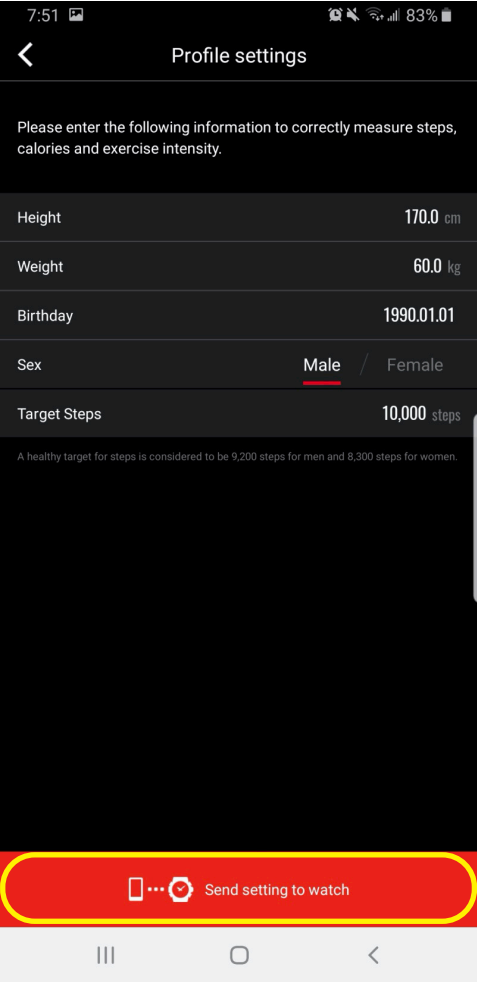 7:51 83%
Profile settings
Please enter the following information to correctly measure steps,
calories and exercise intensity.
Height 170.0 cm
Weight 60.0 kg
Birthday 1990.01.01
Sex Male / Female
Target Steps 10,000 steps
A healthy target for steps is considered to be 9,200 steps for men and 8,300 steps for women.
Send setting to watch